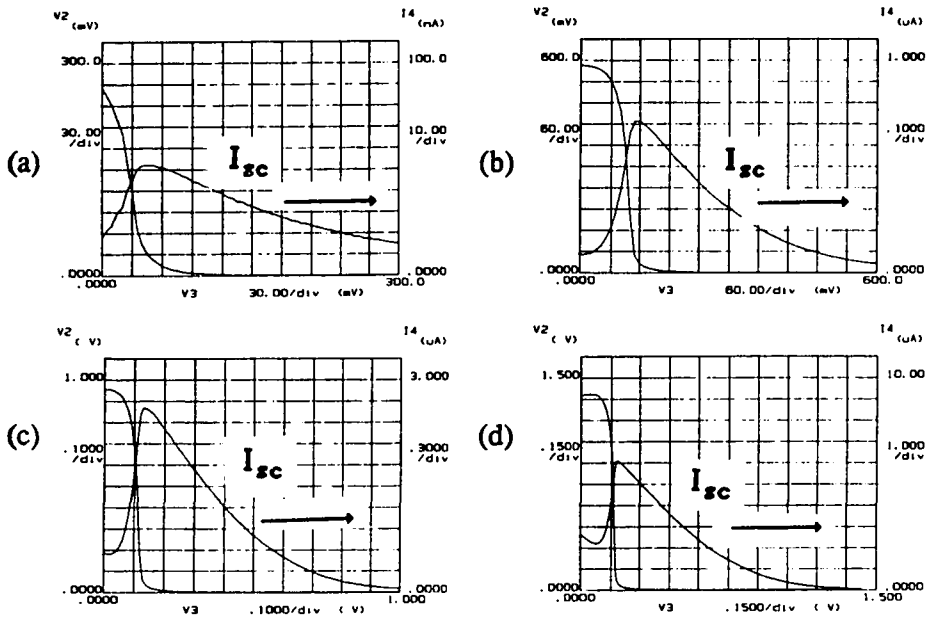 V2 (mV) I4 (nA)
300.0 100.0
30.00 /div 10.00 /div
(a) Isc
.0000 .0000
.0000 V3 30.00/div (mV) 300.0
V2 (mV) I4 (uA)
600.0 1.000
60.00 /div .1000 /div
(b) Isc
.0000 .0000
.0000 V3 60.00/div (mV) 600.0
V2 ( V) I4 (uA)
1.000 3.000
.1000 /div .3000 /div
(c) Isc
.0000 .0000
.0000 V3 .1000/div ( V) 1.000
V2 ( V) I4 (uA)
1.500 10.00
.1500 /div 1.000 /div
(d) Isc
.0000 .0000
.0000 V3 .1500/div ( V) 1.500